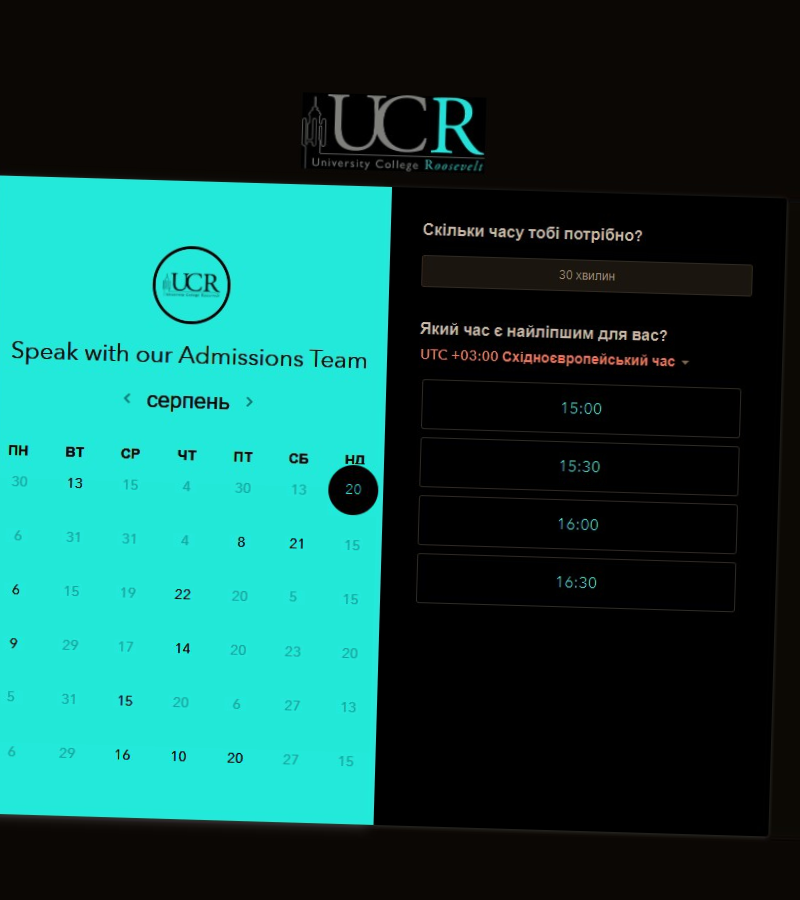 UCR
University College Roosevelt
UCR
Speak with our Admissions Team
серпень
ПН ВТ СР ЧТ ПТ СБ НД
30 13 15 4 30 13 20
6 31 31 4 8 21 15
6 15 19 22 20 5 15
9 29 17 14 20 23 20
5 31 15 20 6 27 13
6 29 16 10 20 27 15
Скільки часу тобі потрібно?
30 хвилин
Який час є найліпшим для вас?
UTC +03:00 Східноєвропейський час
15:00
15:30
16:00
16:30